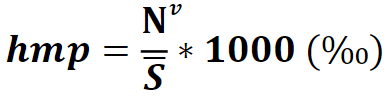 hmp = N^v / S̅ * 1000 (‰)